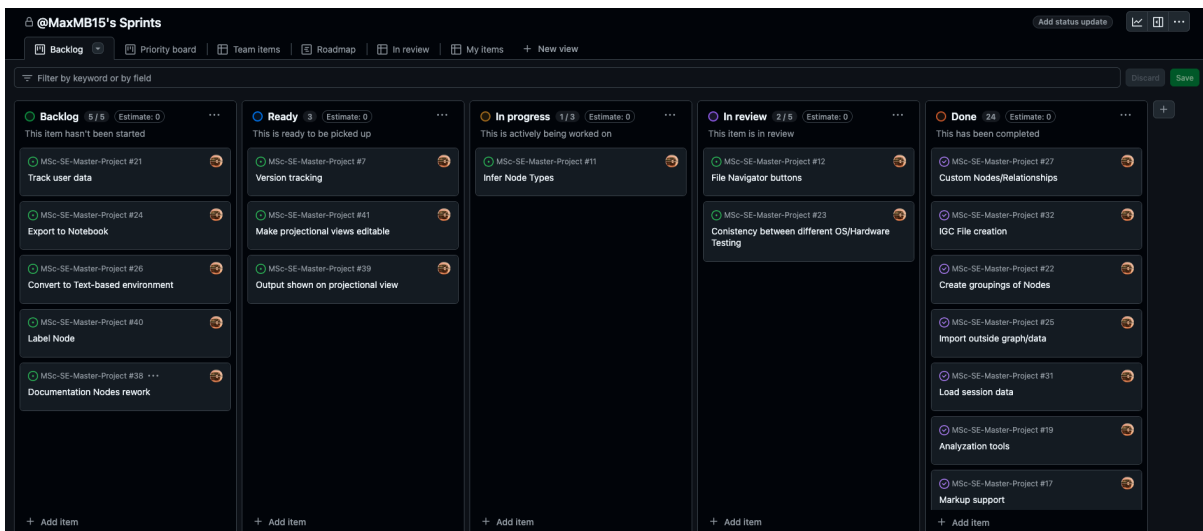 @MaxMB15's Sprints
Add status update
Backlog
Priority board
Team items
Roadmap
In review
My items
+ New view
Filter by keyword or by field
Discard
Save
Backlog 5 / 5 Estimate: 0
This item hasn't been started
MSc-SE-Master-Project #21
Track user data
MSc-SE-Master-Project #24
Export to Notebook
MSc-SE-Master-Project #26
Convert to Text-based environment
MSc-SE-Master-Project #40
Label Node
MSc-SE-Master-Project #38
Documentation Nodes rework
+ Add item
Ready 3 Estimate: 0
This is ready to be picked up
MSc-SE-Master-Project #7
Version tracking
MSc-SE-Master-Project #41
Make projectional views editable
MSc-SE-Master-Project #39
Output shown on projectional view
+ Add item
In progress 1 / 3 Estimate: 0
This is actively being worked on
MSc-SE-Master-Project #11
Infer Node Types
+ Add item
In review 2 / 5 Estimate: 0
This item is in review
MSc-SE-Master-Project #12
File Navigator buttons
MSc-SE-Master-Project #23
Conistency between different OS/Hardware
Testing
+ Add item
Done 24 Estimate: 0
This has been completed
MSc-SE-Master-Project #27
Custom Nodes/Relationships
MSc-SE-Master-Project #32
IGC File creation
MSc-SE-Master-Project #22
Create groupings of Nodes
MSc-SE-Master-Project #25
Import outside graph/data
MSc-SE-Master-Project #31
Load session data
MSc-SE-Master-Project #19
Analyzation tools
MSc-SE-Master-Project #17
Markup support
+ Add item